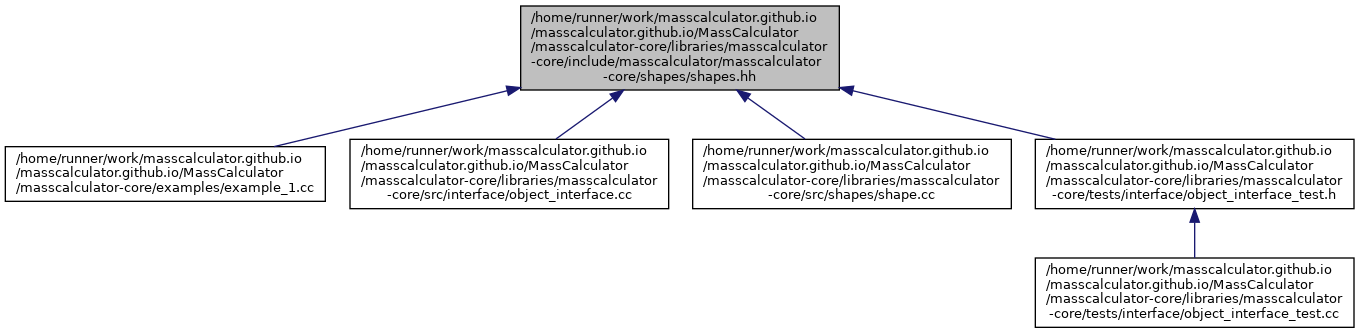 /home/runner/work/masscalculator.github.io
/masscalculator.github.io/MassCalculator
/masscalculator-core/libraries/masscalculator
-core/include/masscalculator/masscalculator
-core/shapes/shapes.hh
/home/runner/work/masscalculator.github.io
/masscalculator.github.io/MassCalculator
/masscalculator-core/examples/example_1.cc
/home/runner/work/masscalculator.github.io
/masscalculator.github.io/MassCalculator
/masscalculator-core/libraries/masscalculator
-core/src/interface/object_interface.cc
/home/runner/work/masscalculator.github.io
/masscalculator.github.io/MassCalculator
/masscalculator-core/libraries/masscalculator
-core/src/shapes/shape.cc
/home/runner/work/masscalculator.github.io
/masscalculator.github.io/MassCalculator
/masscalculator-core/libraries/masscalculator
-core/tests/interface/object_interface_test.h
/home/runner/work/masscalculator.github.io
/masscalculator.github.io/MassCalculator
/masscalculator-core/libraries/masscalculator
-core/tests/interface/object_interface_test.cc